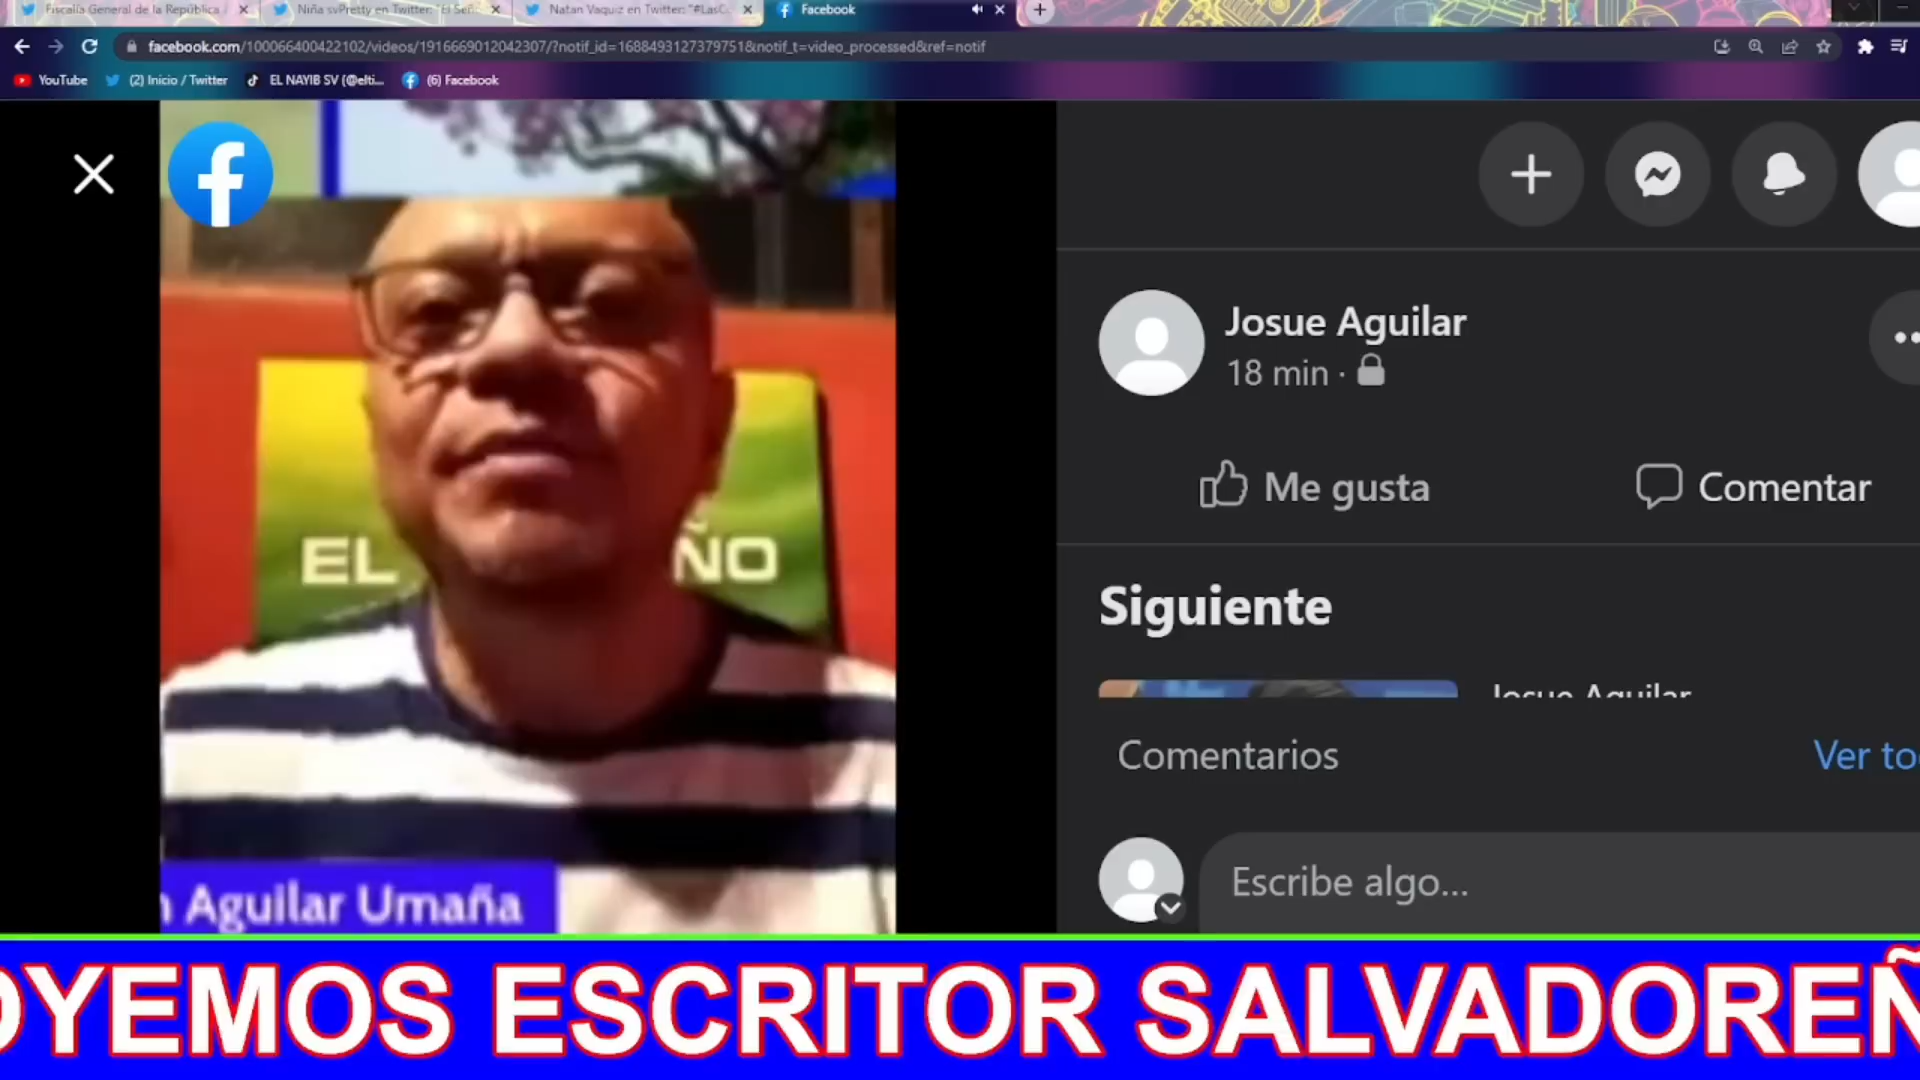 Fiscalía General de la República /
Niña svPretty en Twitter: "El Señ
Natan Vaquiz en Twitter: "#LasC
Facebook
facebook.com/100066400422102/videos/1916669012042307/?notif_id=1688493127379751&notif_t=video_processed&ref=notif
YouTube
(2) Inicio / Twitter
EL NAYIB SV (@elti...
(6) Facebook
Josue Aguilar
18 min ·
Me gusta
Comentar
EL
ÑO
Siguiente
Josue Aguilar
Comentarios
Ver to
Aguilar Umaña
Escribe algo...
OYEMOS ESCRITOR SALVADOREÑ